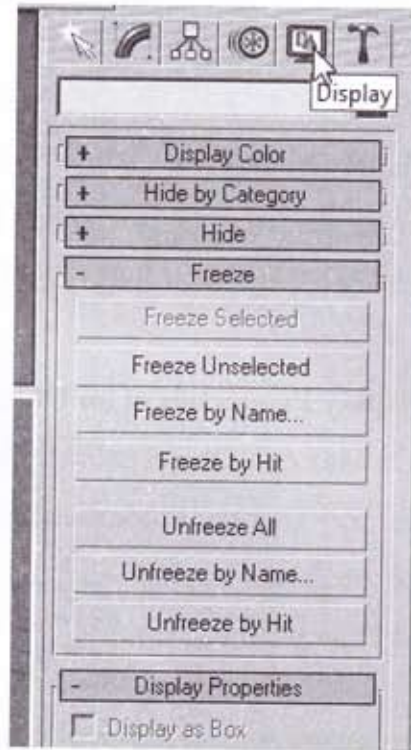 Display
+ Display Color
+ Hide by Category
+ Hide
- Freeze
Freeze Selected
Freeze Unselected
Freeze by Name...
Freeze by Hit
Unfreeze All
Unfreeze by Name...
Unfreeze by Hit
- Display Properties
Display as Box